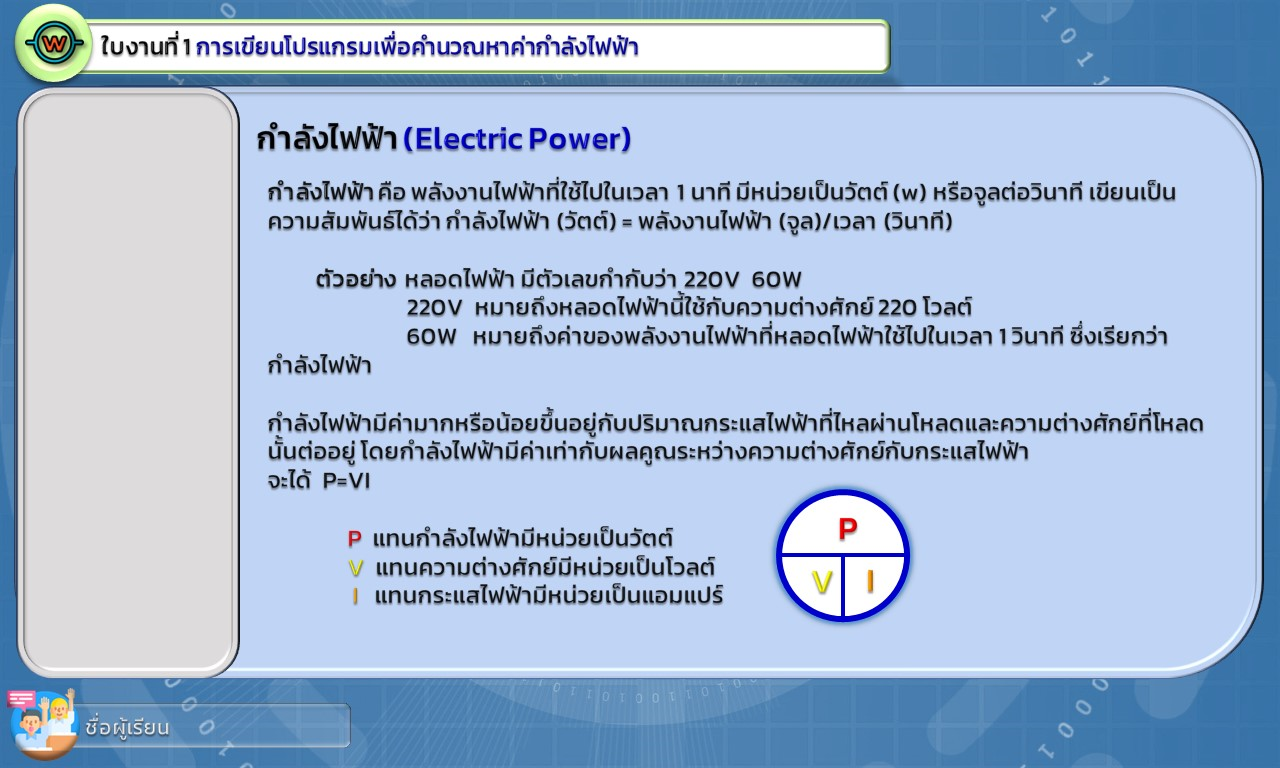 W
ใบงานที่ 1 การเขียนโปรแกรมเพื่อคำนวณหาค่ากำลังไฟฟ้า
กำลังไฟฟ้า (Electric Power)
กำลังไฟฟ้า คือ พลังงานไฟฟ้าที่ใช้ไปในเวลา 1 นาที มีหน่วยเป็นวัตต์ (w) หรือจูลต่อวินาที เขียนเป็น
ความสัมพันธ์ได้ว่า กำลังไฟฟ้า (วัตต์) = พลังงานไฟฟ้า (จูล)/เวลา (วินาที)
ตัวอย่าง หลอดไฟฟ้า มีตัวเลขกำกับว่า 220V 60W
220V หมายถึงหลอดไฟฟ้านี้ใช้กับความต่างศักย์ 220 โวลต์
60W หมายถึงค่าของพลังงานไฟฟ้าที่หลอดไฟฟ้าใช้ไปในเวลา 1 วินาที ซึ่งเรียกว่า
กำลังไฟฟ้า
กำลังไฟฟ้ามีค่ามากหรือน้อยขึ้นอยู่กับปริมาณกระแสไฟฟ้าที่ไหลผ่านโหลดและความต่างศักย์ที่โหลด
นั้นต่ออยู่ โดยกำลังไฟฟ้ามีค่าเท่ากับผลคูณระหว่างความต่างศักย์กับกระแสไฟฟ้า
จะได้ P=VI
P แทนกำลังไฟฟ้ามีหน่วยเป็นวัตต์
V แทนความต่างศักย์มีหน่วยเป็นโวลต์
I แทนกระแสไฟฟ้ามีหน่วยเป็นแอมแปร์
P
V I
ชื่อผู้เรียน